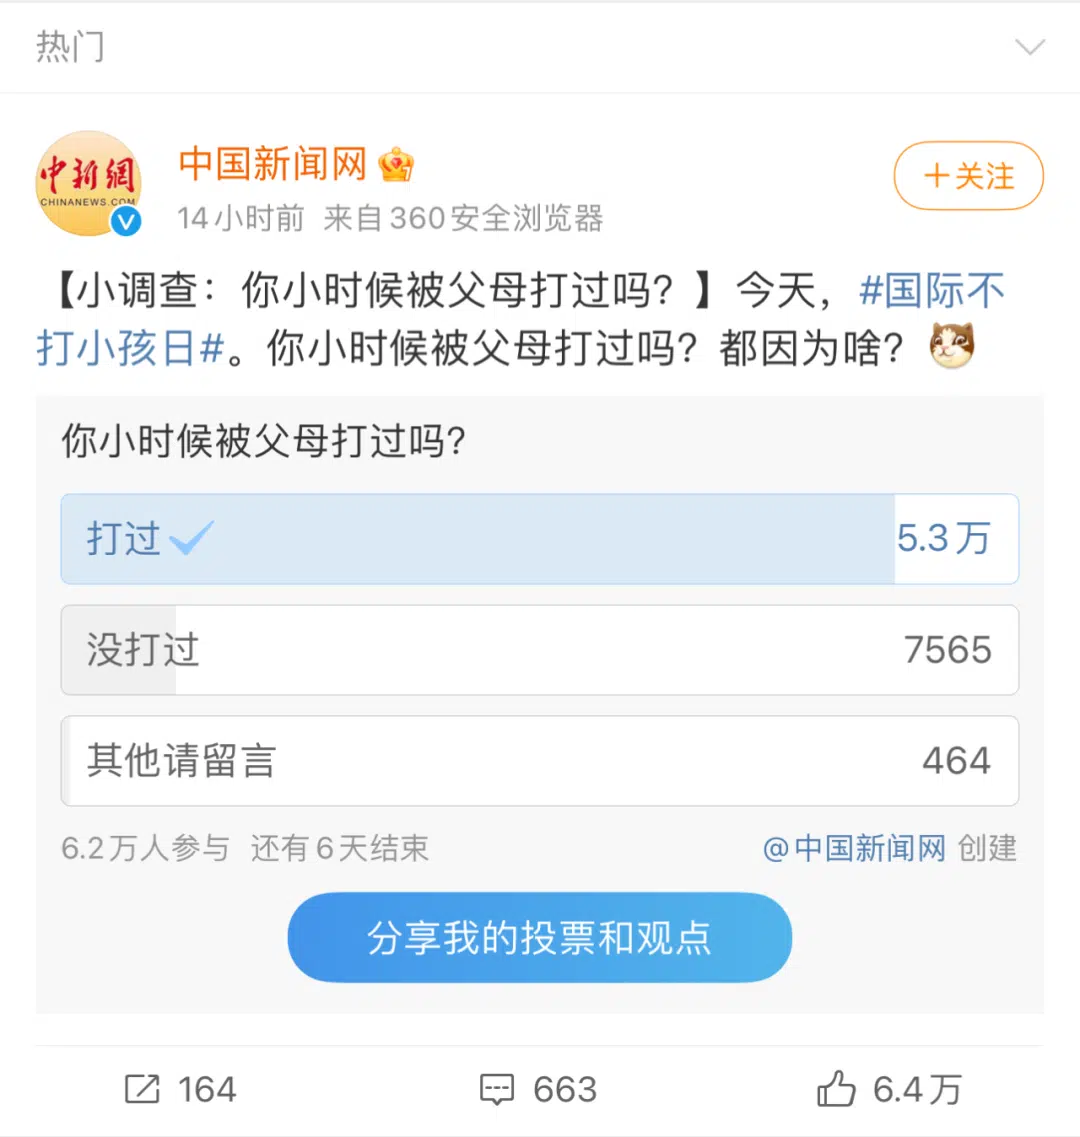 热门
中新網
CHINANEWS.COM
中国新闻网
14小时前 来自360安全浏览器
+关注
【小调查：你小时候被父母打过吗？】今天，#国际不
打小孩日#。你小时候被父母打过吗？都因为啥？
你小时候被父母打过吗？
打过 5.3万
没打过 7565
其他请留言 464
6.2万人参与 还有6天结束 @中国新闻网 创建
分享我的投票和观点
164 663 6.4万